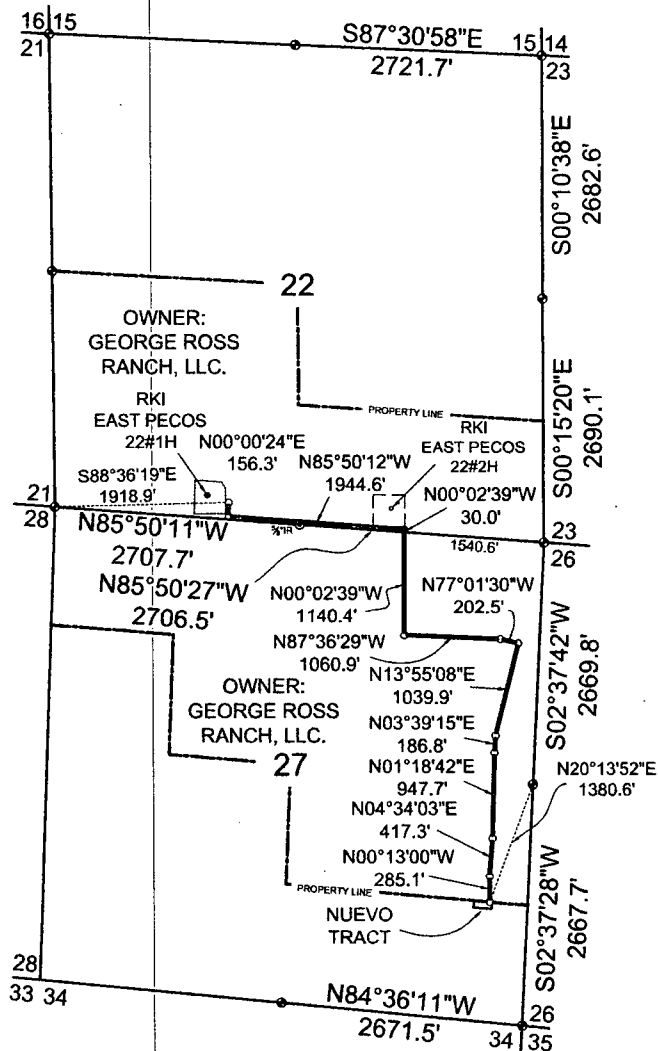 16 15
21
S87°30'58"E
2721.7'
15 14
23
S00°10'38"E
2682.6'
22
OWNER:
GEORGE ROSS
RANCH, LLC.
RKI
EAST PECOS
22#1H
PROPERTY LINE
RKI
EAST PECOS
22#2H
S00°15'20"E
2690.1'
N00°00'24"E
156.3'
S88°36'19"E
1918.9'
N85°50'12"W
1944.6'
N00°02'39"W
30.0'
21
28
N85°50'11"W
2707.7'
1540.6'
23
26
N85°50'27"W
2706.5'
N00°02'39"W
1140.4'
N77°01'30"W
202.5'
N87°36'29"W
1060.9'
S02°37'42"W
2669.8'
OWNER:
GEORGE ROSS
RANCH, LLC.
N13°55'08"E
1039.9'
N03°39'15"E
186.8'
27
N01°18'42"E
947.7'
N20°13'52"E
1380.6'
N04°34'03"E
417.3'
N00°13'00"W
285.1'
PROPERTY LINE
NUEVO
TRACT
S02°37'28"W
2667.7'
28
33 34
N84°36'11"W
2671.5'
26
34 35